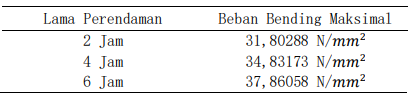 Lama Perendaman Beban Bending Maksimal
2 Jam 31,80288 N/mm²
4 Jam 34,83173 N/mm²
6 Jam 37,86058 N/mm²